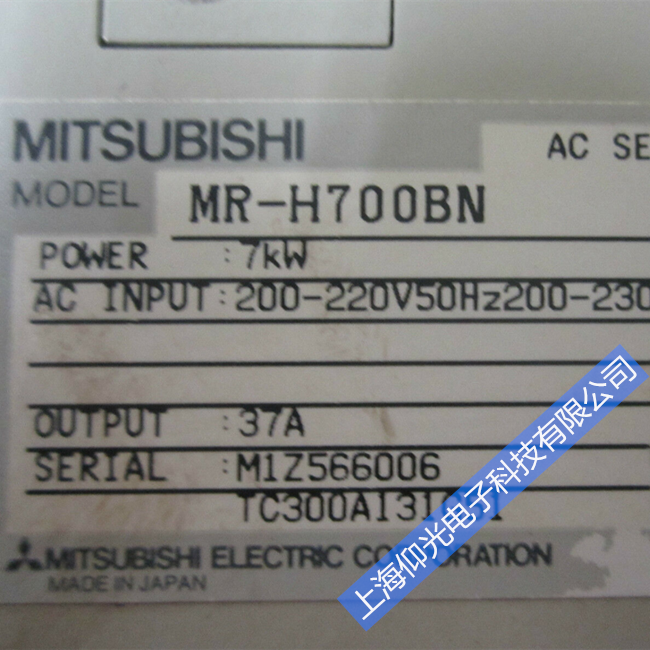 MITSUBISHI
AC SE
MODEL MR-H700BN
POWER :7kW
AC INPUT:200-220V50Hz200-230
OUTPUT :37A
SERIAL :M1Z566006
MITSUBISHI ELECTRIC CORPORATION
MADE IN JAPAN
上海仰光电子科技有限公司